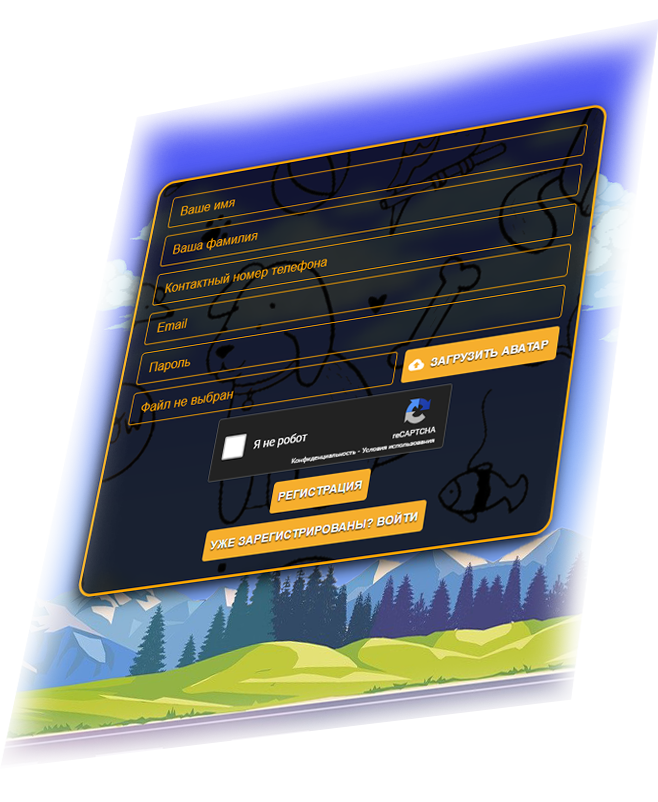 Ваше имя
Ваша фамилия
Контактный номер телефона
Email
Пароль
Файл не выбран
ЗАГРУЗИТЬ АВАТАР
Я не робот
reCAPTCHA
Конфиденциальность - Условия использования
РЕГИСТРАЦИЯ
УЖЕ ЗАРЕГИСТРИРОВАНЫ? ВОЙТИ